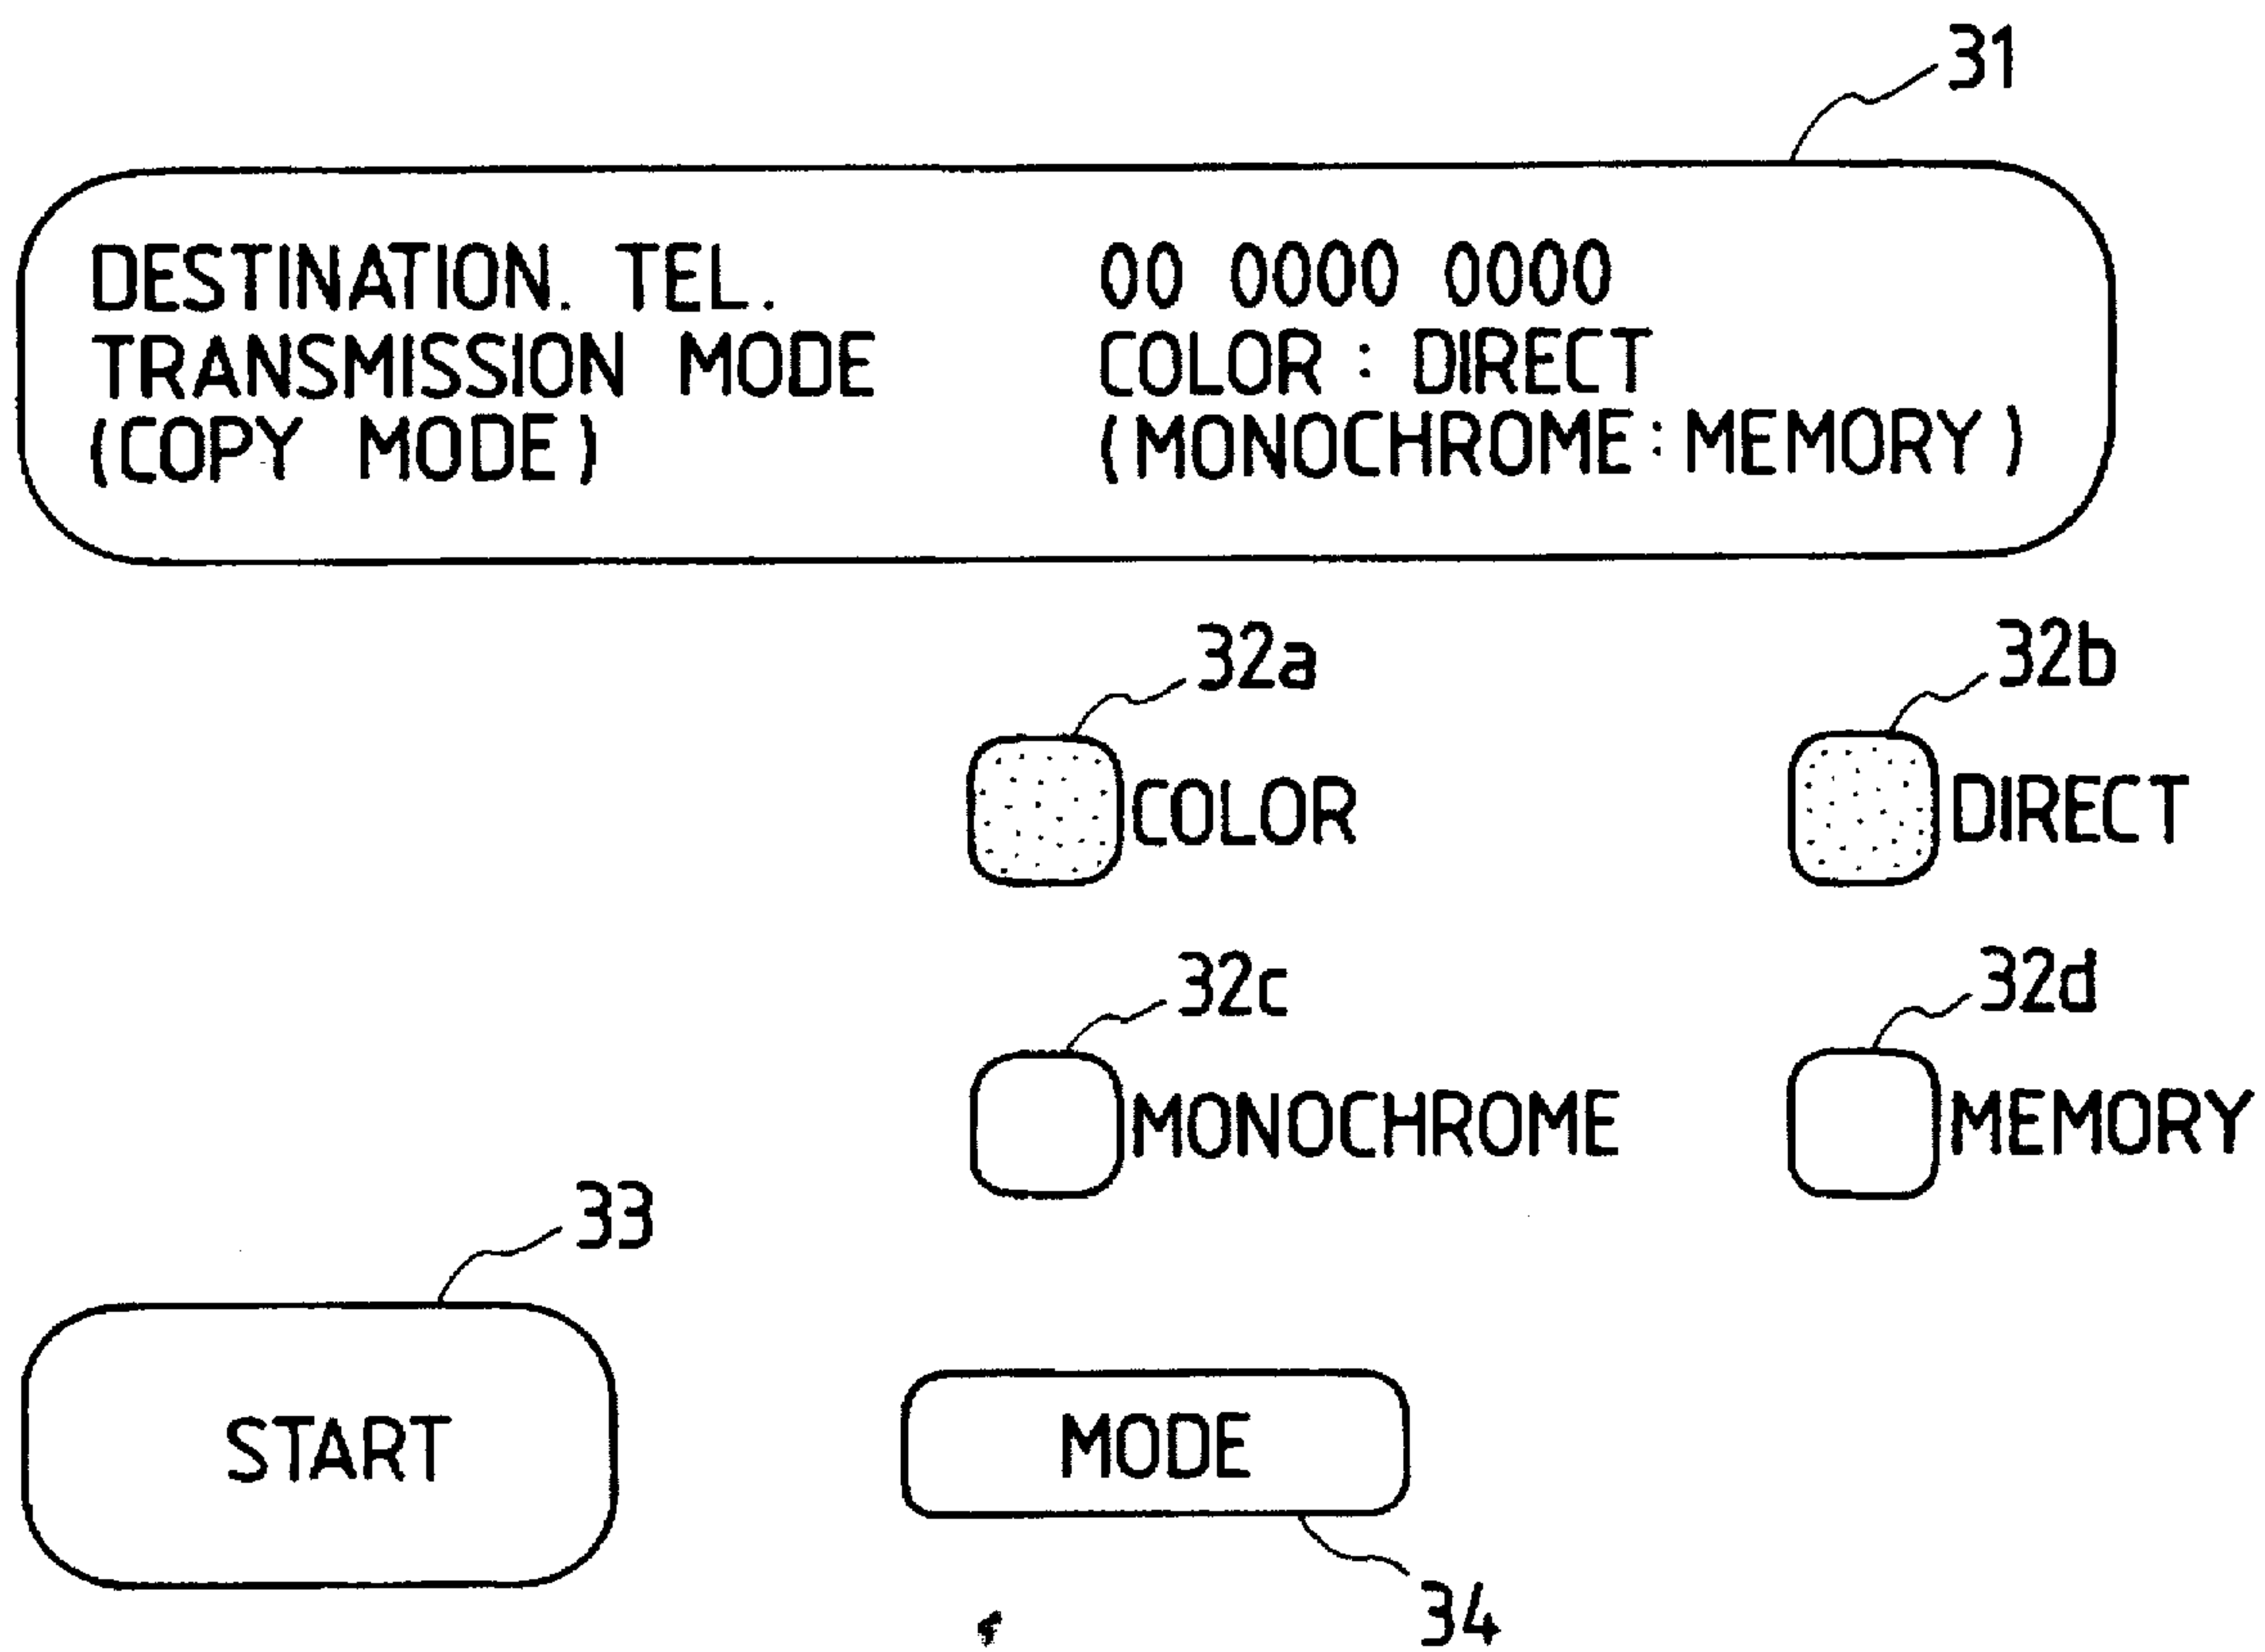 31
DESTINATION. TEL. 00 0000 0000
TRANSMISSION MODE COLOR : DIRECT
(COPY MODE) (MONOCHROME : MEMORY)
32a 32b
COLOR DIRECT
32c 32d
MONOCHROME MEMORY
33
START MODE
34